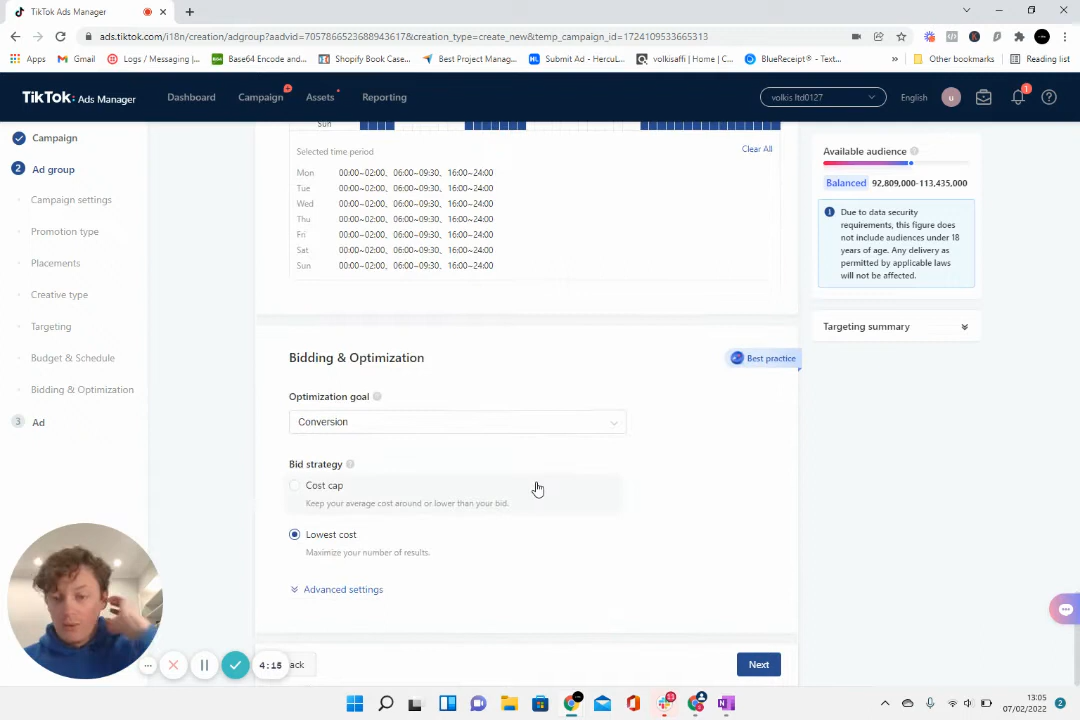 TikTok Ads Manager
ads.tiktok.com/i18n/creation/adgroup?aadvid=7057866523688943617&creation_type=create_new&temp_campaign_id=1724109533665313
Apps Gmail Logs / Messaging |... Base64 Encode and... Shopify Book Case... Best Project Manag... Submit Ad - HercuL... volkisaffi | Home | C... BlueReceipt® - Text... » Other bookmarks Reading list
TikTok: Ads Manager Dashboard Campaign Assets Reporting volkis ltd0127 English u 1
Campaign
2 Ad group
Campaign settings
Promotion type
Placements
Creative type
Targeting
Budget & Schedule
Bidding & Optimization
3 Ad
Sun
Selected time period Clear All
Mon 00:00~02:00、06:00~09:30、16:00~24:00
Tue 00:00~02:00、06:00~09:30、16:00~24:00
Wed 00:00~02:00、06:00~09:30、16:00~24:00
Thu 00:00~02:00、06:00~09:30、16:00~24:00
Fri 00:00~02:00、06:00~09:30、16:00~24:00
Sat 00:00~02:00、06:00~09:30、16:00~24:00
Sun 00:00~02:00、06:00~09:30、16:00~24:00
Bidding & Optimization Best practice
Optimization goal
Conversion
Bid strategy
Cost cap
Keep your average cost around or lower than your bid.
Lowest cost
Maximize your number of results.
Advanced settings
ack Next
Available audience
Balanced 92,809,000-113,435,000
Due to data security
requirements, this figure does
not include audiences under 18
years of age. Any delivery as
permitted by applicable laws
will not be affected.
Targeting summary
4:15
13:05
07/02/2022
2